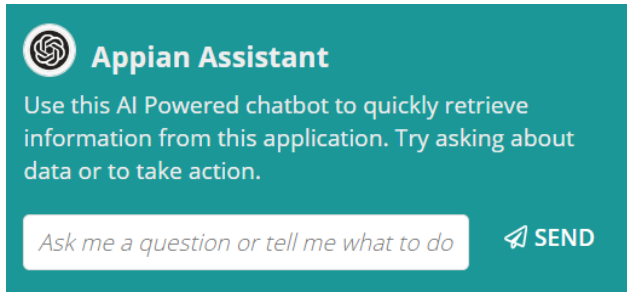 Appian Assistant
Use this AI Powered chatbot to quickly retrieve
information from this application. Try asking about
data or to take action.
Ask me a question or tell me what to do
SEND